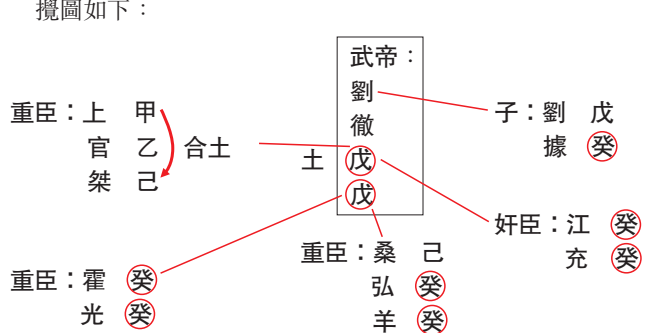 攪圖如下：
武帝：
劉
徹
土 戊
戊
重臣：上 甲
官 乙 合土
桀 己
子：劉 戊
據 癸
奸臣：江 癸
充 癸
重臣：桑 己
弘 癸
羊 癸
重臣：霍 癸
光 癸